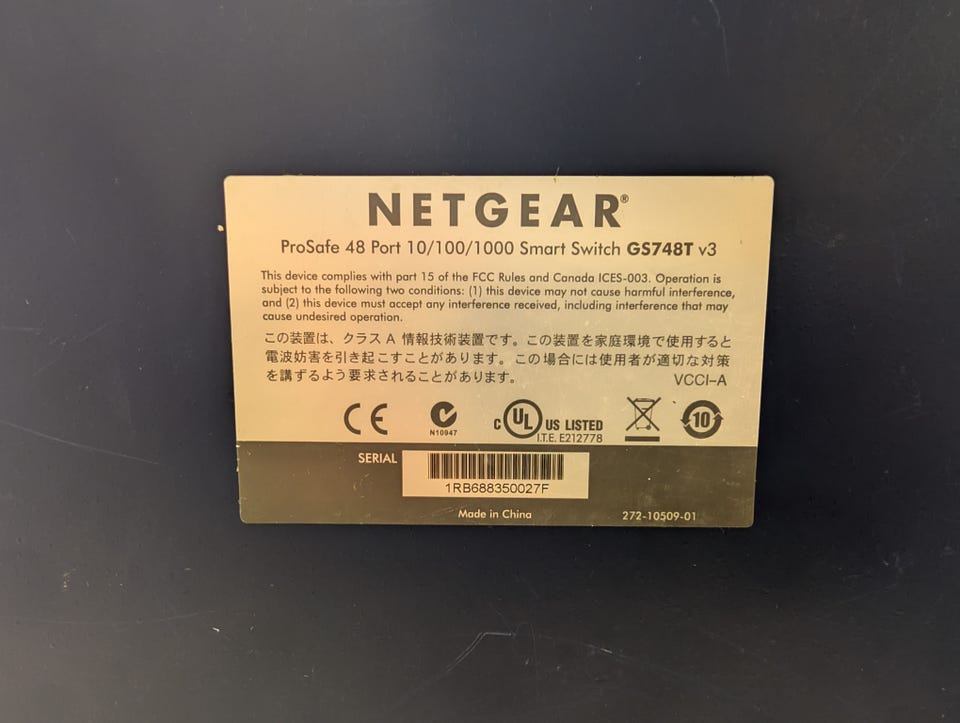 NETGEAR®
ProSafe 48 Port 10/100/1000 Smart Switch GS748T v3
This device complies with part 15 of the FCC Rules and Canada ICES-003. Operation is
subject to the following two conditions: (1) this device may not cause harmful interference,
and (2) this device must accept any interference received, including interference that may
cause undesired operation.
この装置は、クラス A 情報技術装置です。この装置を家庭環境で使用すると
電波妨害を引き起こすことがあります。この場合には使用者が適切な対策
を講ずるよう要求されることがあります。
VCCI-A
CE
N10947
C UL US LISTED
I.T.E. E212778
10
SERIAL
1RB688350027F
Made in China
272-10509-01